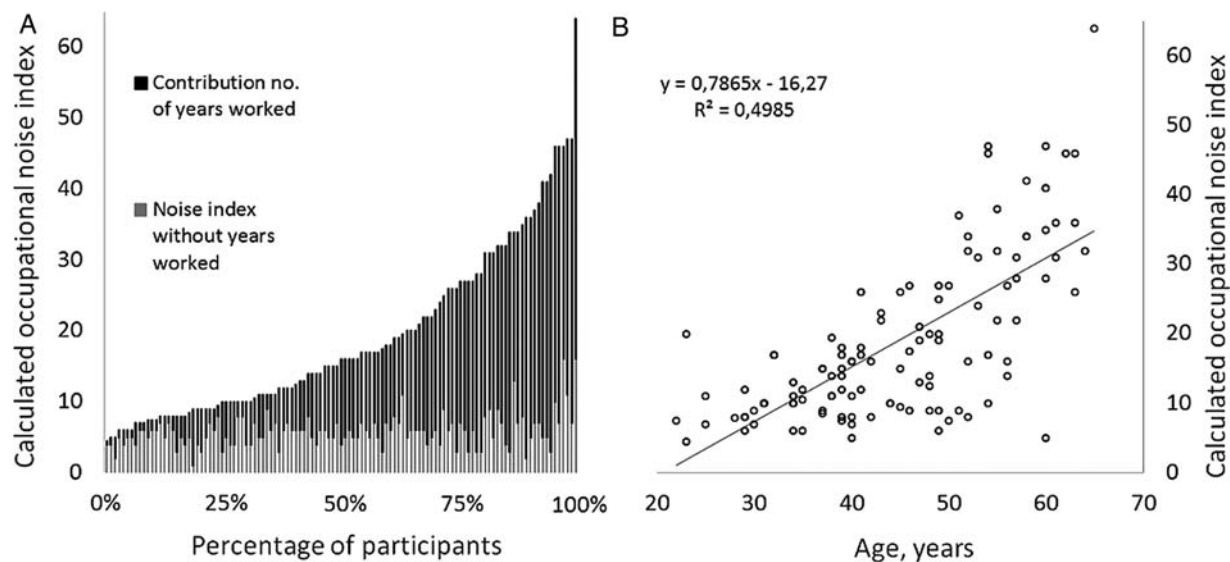 A
Calculated occupational noise index
60
50
40
30
20
10
0
Contribution no.
of years worked
Noise index
without years
worked
0% 25% 50% 75% 100%
Percentage of participants
B
y = 0,7865x - 16,27
R² = 0,4985
60
50
40
30
20
10
0
Calculated occupational noise index
20 30 40 50 60 70
Age, years